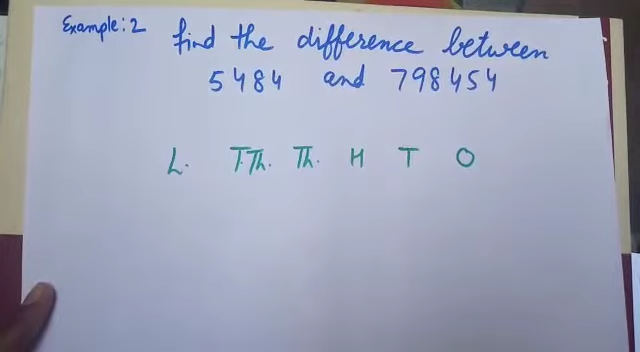 Example: 2 find the difference between
5484 and 798454
L. T.Th. Th. H T O